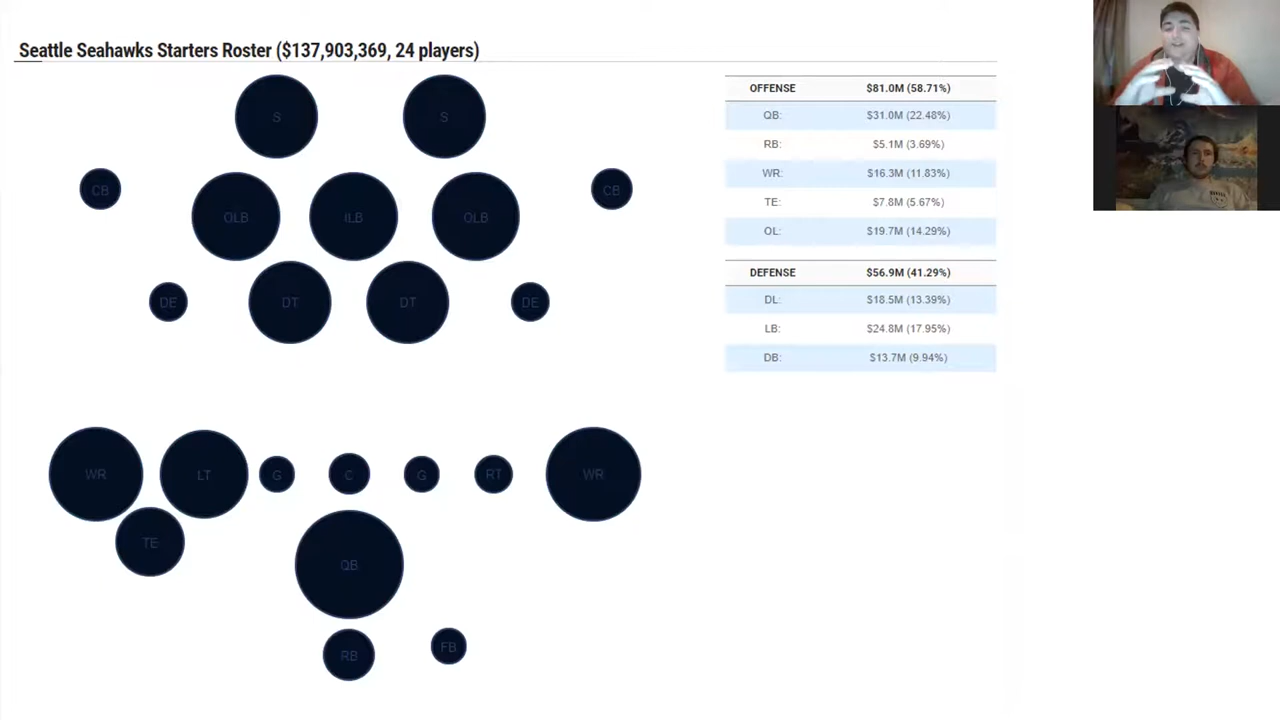 Seattle Seahawks Starters Roster ($137,903,369, 24 players)
S S
CB CB
OLB ILB OLB
DE DT DT DE
WR LT G C G RT WR
TE
QB
RB FB
OFFENSE $81.0M (58.71%)
QB: $31.0M (22.48%)
RB: $5.1M (3.69%)
WR: $16.3M (11.83%)
TE: $7.8M (5.67%)
OL: $19.7M (14.29%)
DEFENSE $56.9M (41.29%)
DL: $18.5M (13.39%)
LB: $24.8M (17.95%)
DB: $13.7M (9.94%)